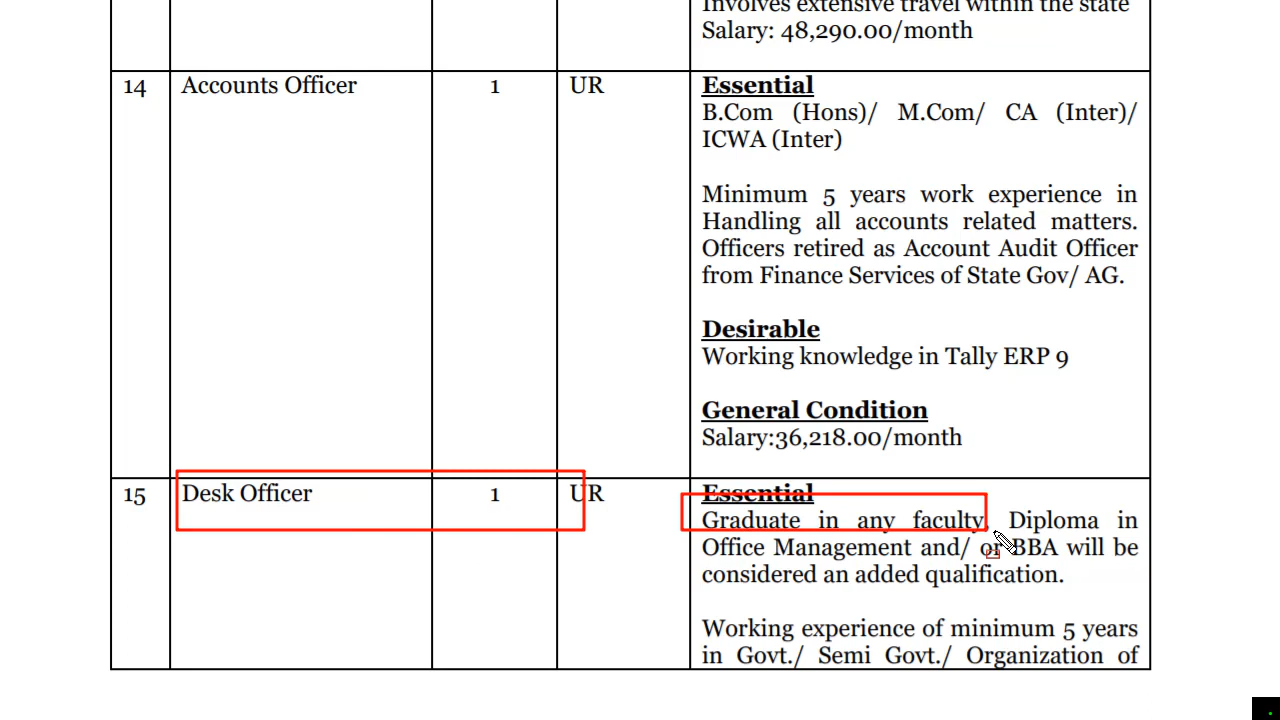 Involves extensive travel within the state
Salary: 48,290.00/month
14 Accounts Officer 1 UR Essential
B.Com (Hons)/ M.Com/ CA (Inter)/
ICWA (Inter)
Minimum 5 years work experience in
Handling all accounts related matters.
Officers retired as Account Audit Officer
from Finance Services of State Gov/ AG.
Desirable
Working knowledge in Tally ERP 9
General Condition
Salary:36,218.00/month
15 Desk Officer 1 UR Essential
Graduate in any faculty, Diploma in
Office Management and/ or BBA will be
considered an added qualification.
Working experience of minimum 5 years
in Govt./ Semi Govt./ Organization of